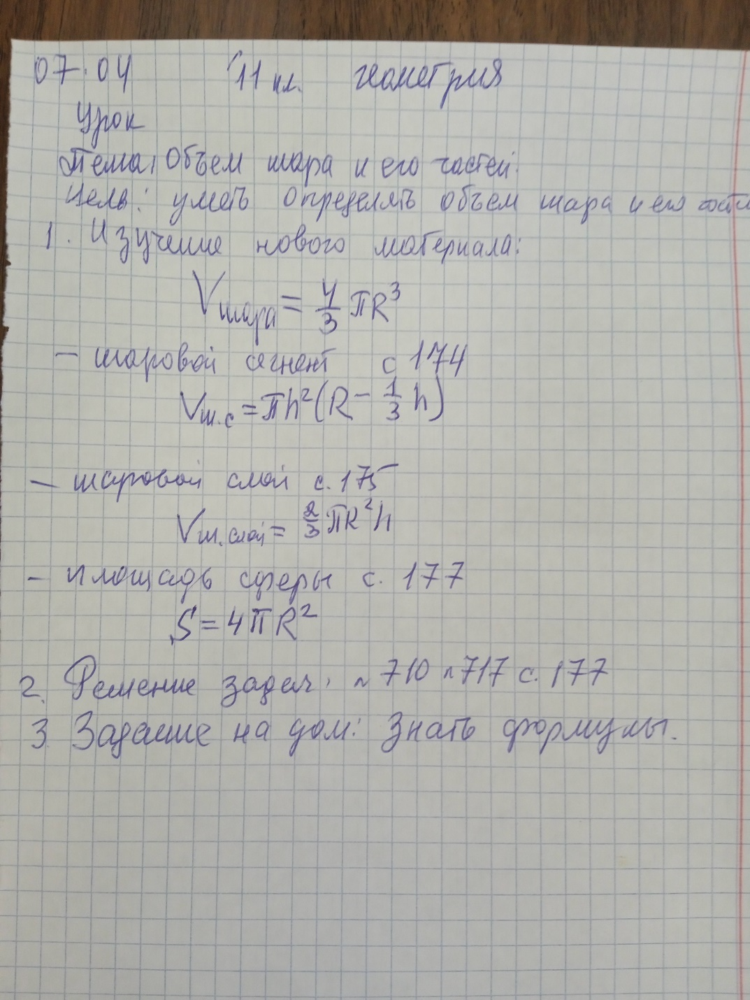 07.04 11 кл. геометрия
Урок
Тема: Объем шара и его частей.
Цель: уметь определять объем шара и его части
1. Изучение нового материала:
Vшара = 4/3 πR³
– шаровой сегмент с 174
Vш.с = πh²(R – 1/3 h)
– шаровой слой с. 175
Vш.слой = 2/3 πR²h
– площадь сферы с. 177
S = 4πR²
2. Решение задач. n 710 n 717 с. 177
3. Задание на дом: Знать формулы.